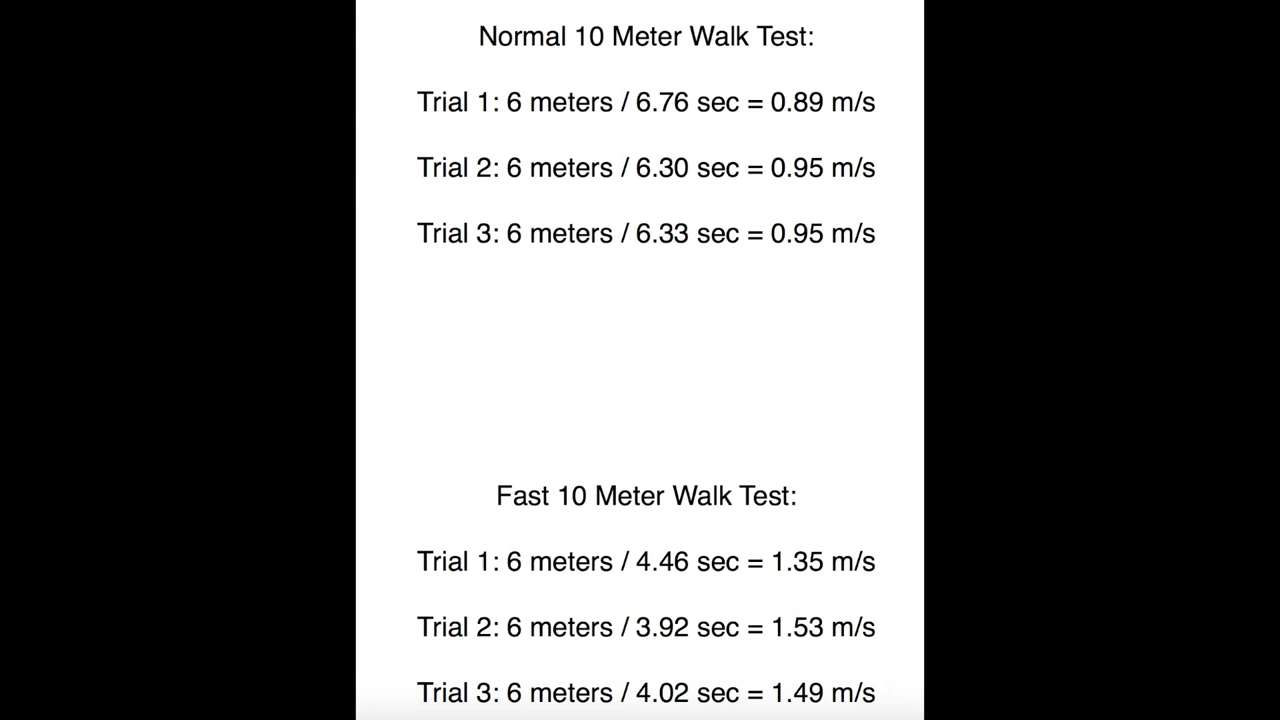 Normal 10 Meter Walk Test:
Trial 1: 6 meters / 6.76 sec = 0.89 m/s
Trial 2: 6 meters / 6.30 sec = 0.95 m/s
Trial 3: 6 meters / 6.33 sec = 0.95 m/s
Fast 10 Meter Walk Test:
Trial 1: 6 meters / 4.46 sec = 1.35 m/s
Trial 2: 6 meters / 3.92 sec = 1.53 m/s
Trial 3: 6 meters / 4.02 sec = 1.49 m/s